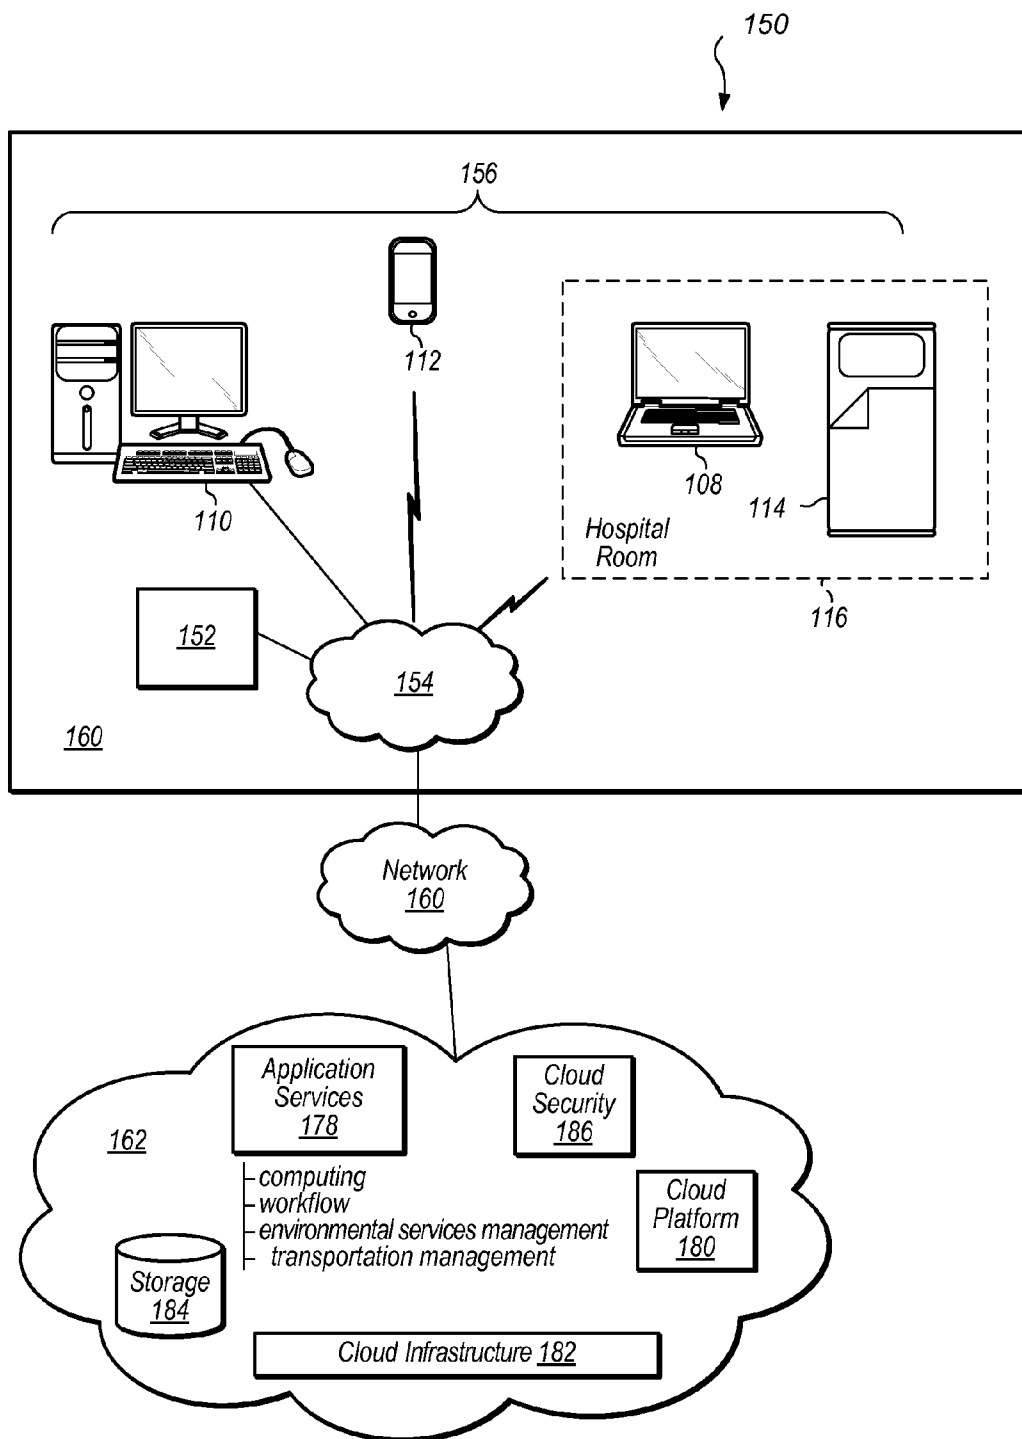 150
156
112
110
108
114
Hospital
Room
116
152
154
160
Network
160
Application
Services
178
Cloud
Security
186
162
computing
workflow
environmental services management
transportation management
Cloud
Platform
180
Storage
184
Cloud Infrastructure 182